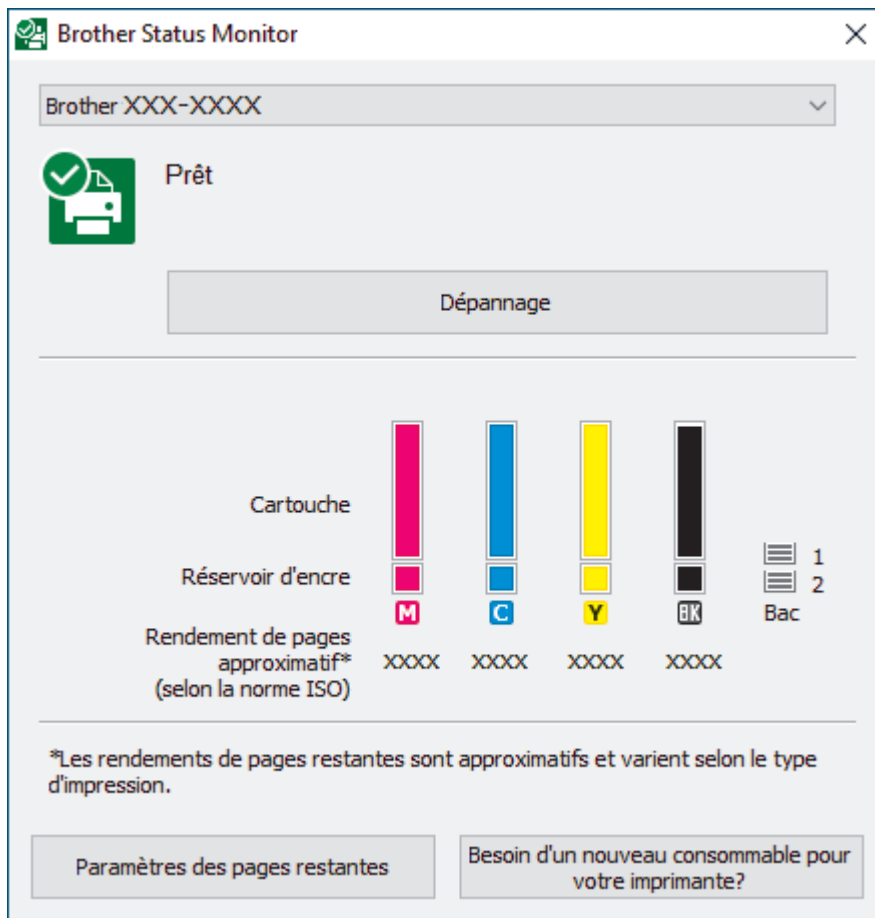 Brother Status Monitor
Brother XXX-XXXX
Prêt
Dépannage
Cartouche
Réservoir d'encre
1
2
M C Y BK Bac
Rendement de pages
approximatif*
(selon la norme ISO)
XXXX XXXX XXXX XXXX
*Les rendements de pages restantes sont approximatifs et varient selon le type
d'impression.
Paramètres des pages restantes
Besoin d'un nouveau consommable pour
votre imprimante?